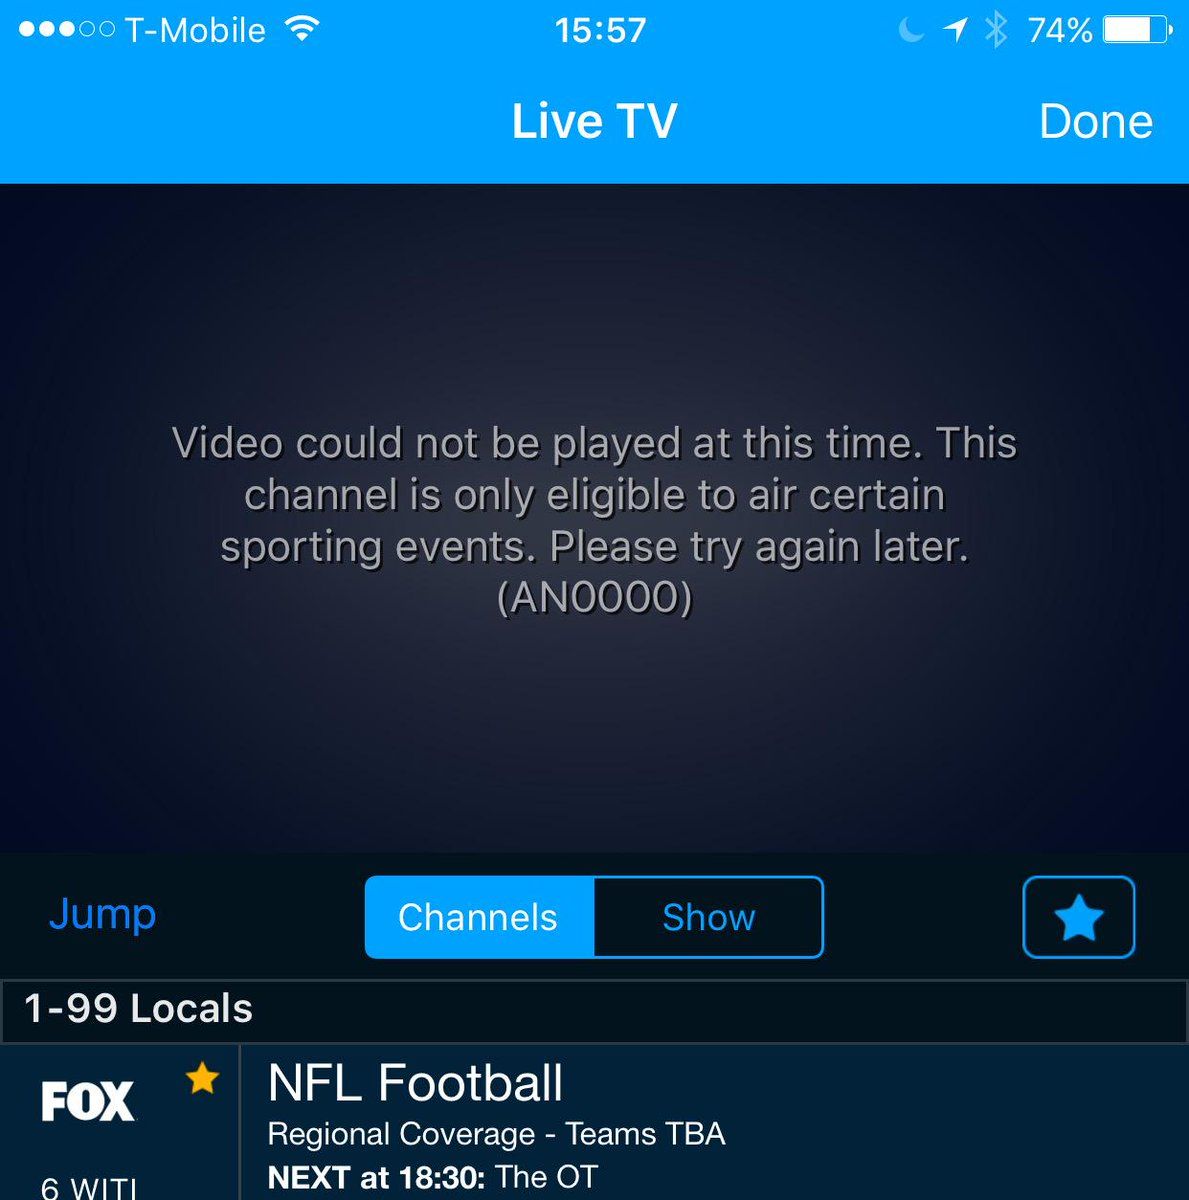 T-Mobile 15:57 74%
Live TV Done
Video could not be played at this time. This
channel is only eligible to air certain
sporting events. Please try again later.
(AN0000)
Jump Channels Show
1-99 Locals
FOX
6 WITI
NFL Football
Regional Coverage - Teams TBA
NEXT at 18:30: The OT